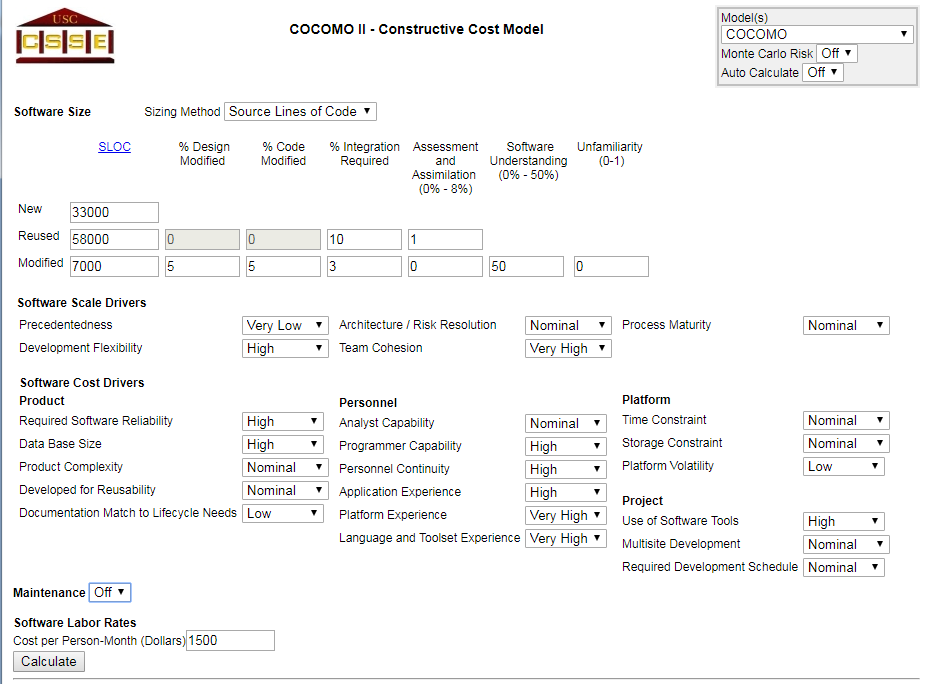 USC
CSSE
COCOMO II - Constructive Cost Model
Model(s)
COCOMO
Monte Carlo Risk Off
Auto Calculate Off
Software Size Sizing Method Source Lines of Code
SLOC % Design Modified % Code Modified % Integration Required Assessment and Assimilation (0% - 8%) Software Understanding (0% - 50%) Unfamiliarity (0-1)
New 33000
Reused 58000 0 0 10 1
Modified 7000 5 5 3 0 50 0
Software Scale Drivers
Precedentedness Very Low Architecture / Risk Resolution Nominal Process Maturity Nominal
Development Flexibility High Team Cohesion Very High
Software Cost Drivers
Product
Required Software Reliability High
Data Base Size High
Product Complexity Nominal
Developed for Reusability Nominal
Documentation Match to Lifecycle Needs Low
Personnel
Analyst Capability Nominal
Programmer Capability High
Personnel Continuity High
Application Experience High
Platform Experience Very High
Language and Toolset Experience Very High
Platform
Time Constraint Nominal
Storage Constraint Nominal
Platform Volatility Low
Project
Use of Software Tools High
Multisite Development Nominal
Required Development Schedule Nominal
Maintenance Off
Software Labor Rates
Cost per Person-Month (Dollars) 1500
Calculate